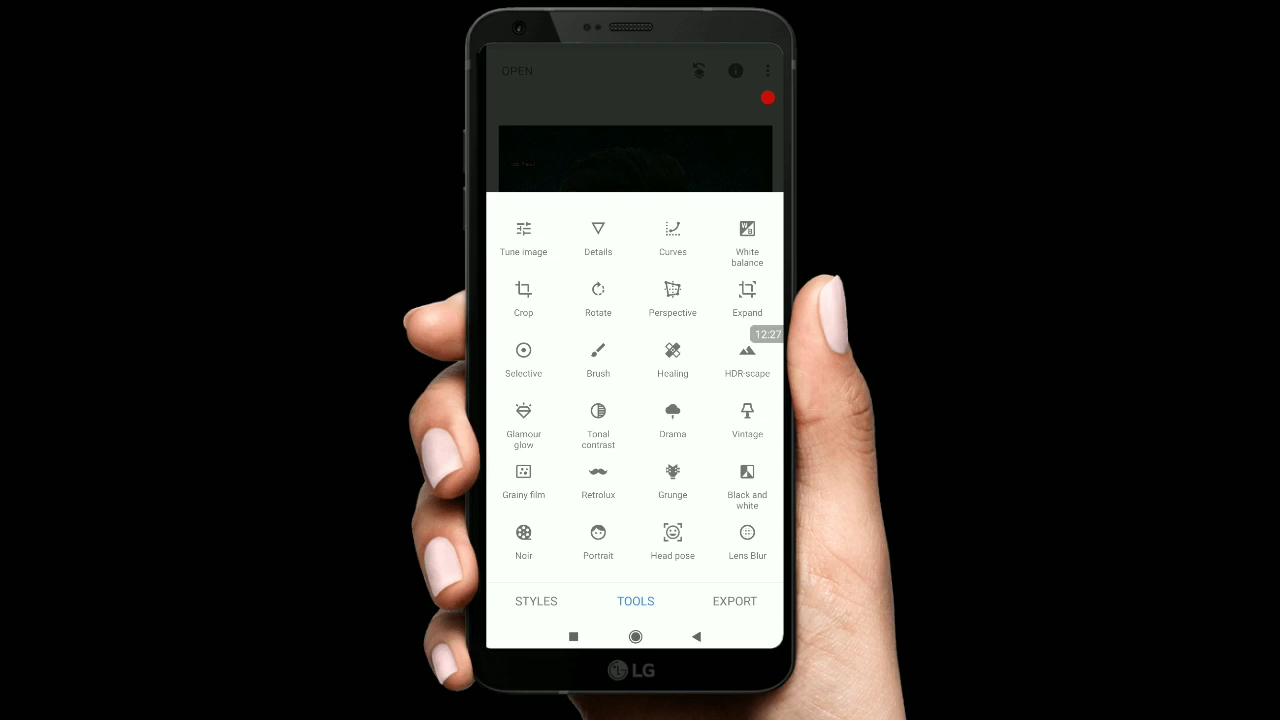 OPEN
Tune image
Details
Curves
White
balance
Crop
Rotate
Perspective
Expand
12:27
Selective
Brush
Healing
HDR-scape
Glamour
glow
Tonal
contrast
Drama
Vintage
Grainy film
Retrolux
Grunge
Black and
white
Noir
Portrait
Head pose
Lens Blur
STYLES
TOOLS
EXPORT
LG